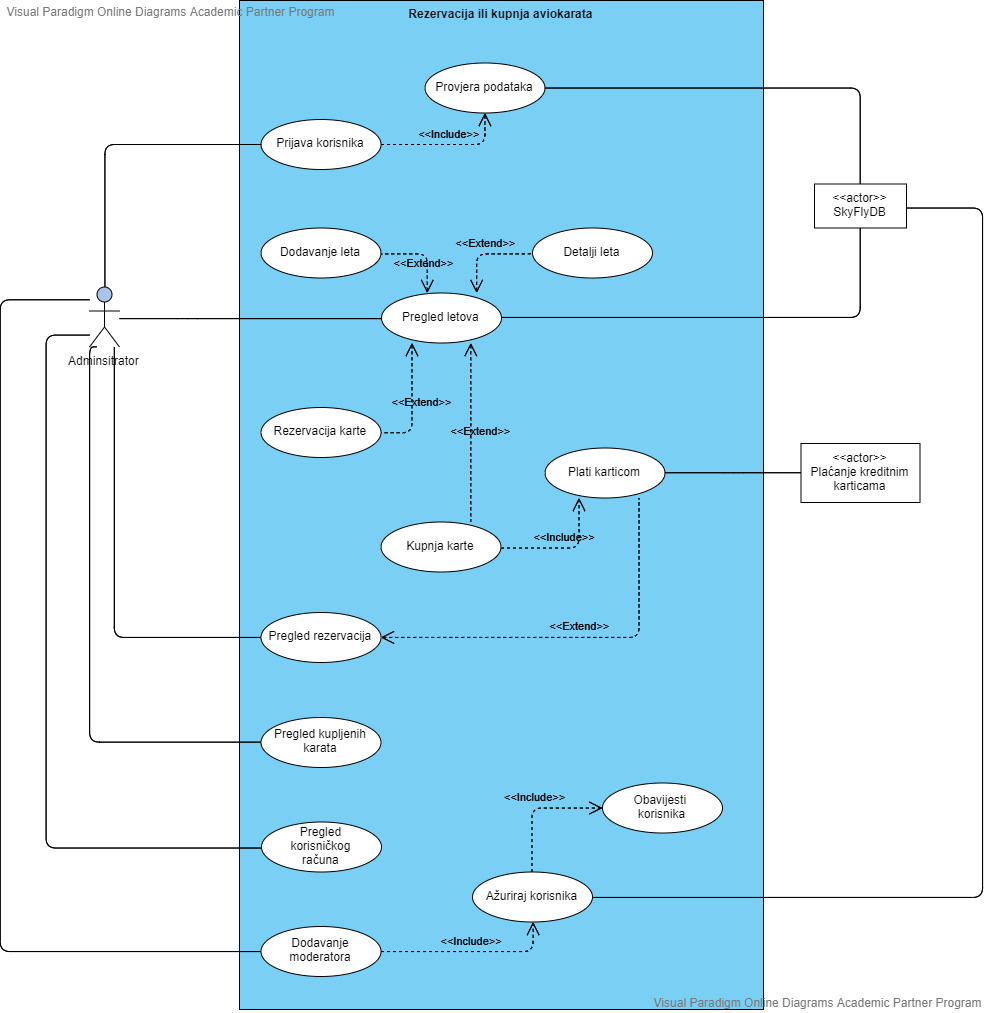 Visual Paradigm Online Diagrams Academic Partner Program
Rezervacija ili kupnja aviokarata
Provjera podataka
<<Include>>
Prijava korisnika
<<actor>>
SkyFlyDB
<<Extend>>
Dodavanje leta
Detalji leta
<<Extend>>
Pregled letova
Adminsitrator
<<Extend>>
Rezervacija karte
<<Extend>>
Plati karticom
<<actor>>
Plaćanje kreditnim
karticama
<<Include>>
Kupnja karte
<<Extend>>
Pregled rezervacija
Pregled kupljenih
karata
<<Include>>
Obavijesti
korisnika
Pregled
korisničkog
računa
Ažuriraj korisnika
<<Include>>
Dodavanje
moderatora
Visual Paradigm Online Diagrams Academic Partner Program